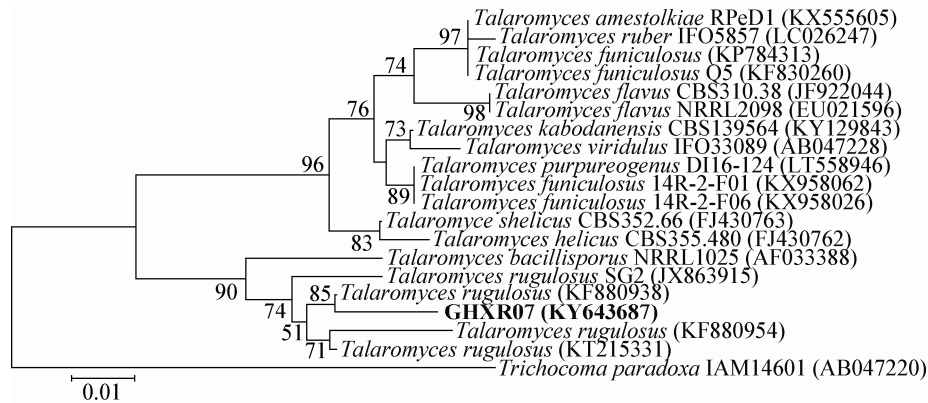 Talaromyces amestolkiae RPeD1 (KX555605)
97
Talaromyces ruber IFO5857 (LC026247)
Talaromyces funiculosus (KP784313)
74
Talaromyces funiculosus Q5 (KF830260)
Talaromyces flavus CBS310.38 (JF922044)
76
98
Talaromyces flavus NRRL2098 (EU021596)
73
Talaromyces kabodanensis CBS139564 (KY129843)
Talaromyces viridulus IFO33089 (AB047228)
96
Talaromyces purpureogenus DI16-124 (LT558946)
Talaromyces funiculosus 14R-2-F01 (KX958062)
89
Talaromyces funiculosus 14R-2-F06 (KX958026)
Talaromyce shelicus CBS352.66 (FJ430763)
83
Talaromyces helicus CBS355.480 (FJ430762)
Talaromyces bacillisporus NRRL1025 (AF033388)
90
Talaromyces rugulosus SG2 (JX863915)
85
Talaromyces rugulosus (KF880938)
74
GHXR07 (KY643687)
51
Talaromyces rugulosus (KF880954)
71
Talaromyces rugulosus (KT215331)
Trichocoma paradoxa IAM14601 (AB047220)
0.01